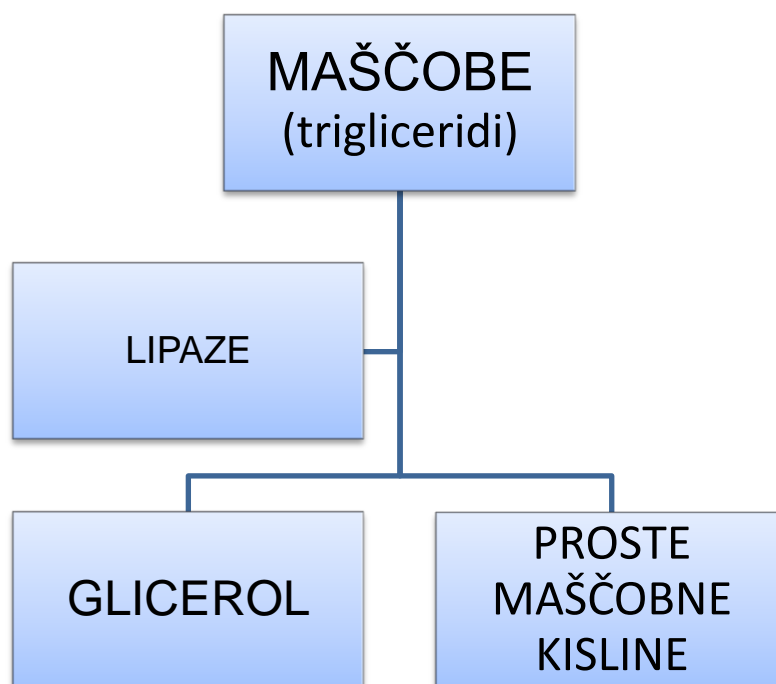 MAŠČOBE
(trigliceridi)
LIPAZE
GLICEROL
PROSTE
MAŠČOBNE
KISLINE